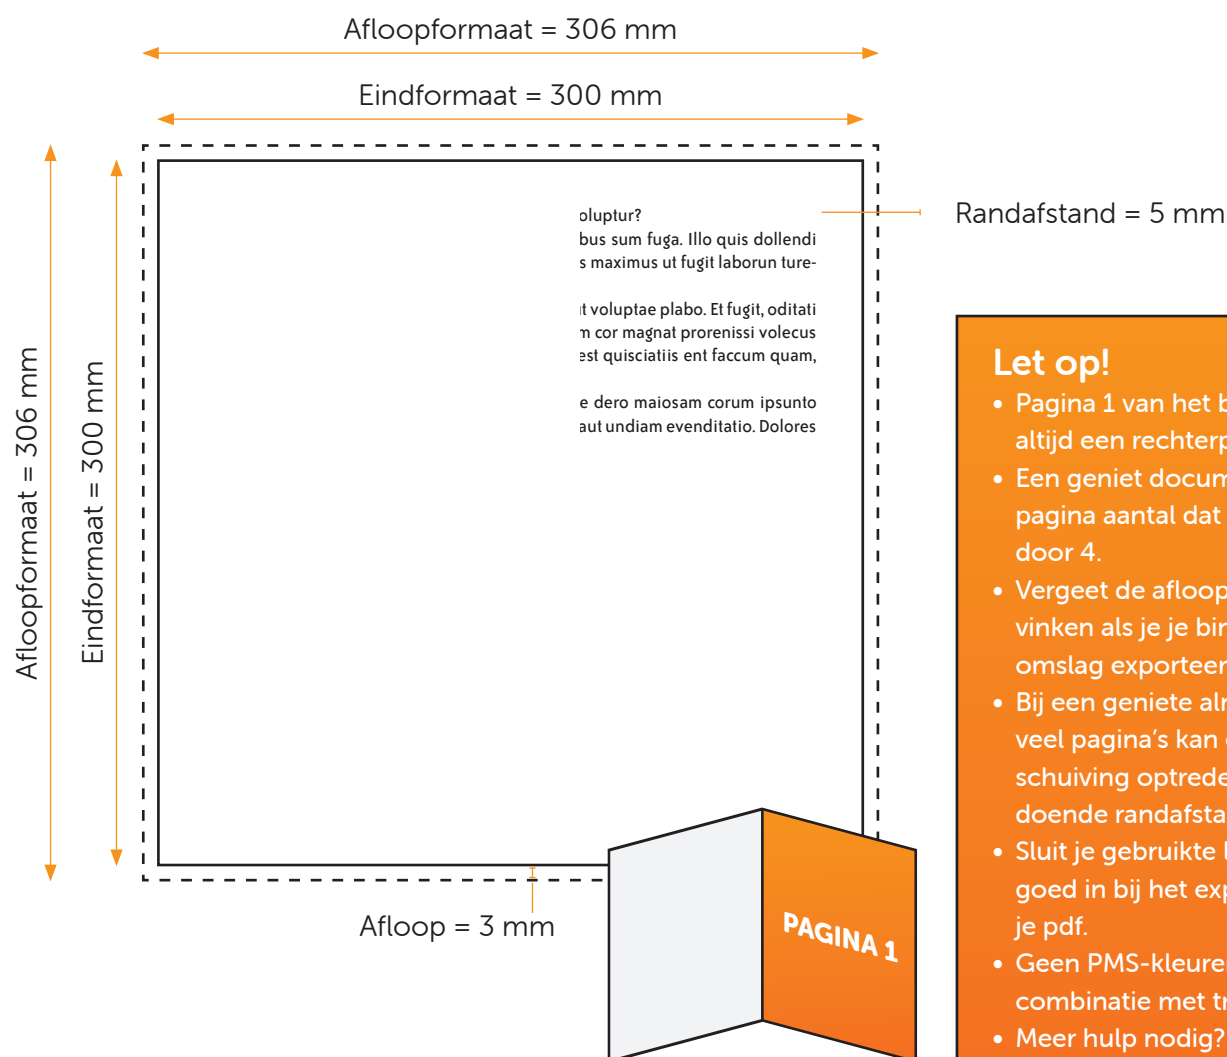 Afloopformaat = 306 mm
Eindformaat = 300 mm
Afloopformaat = 306 mm
Eindformaat = 300 mm
oluptur?
bus sum fuga. Illo quis dollendi
s maximus ut fugit laborun ture-
voluptae plabo. Et fugit, oditati
cor magnat prorenissi volecus
est quisciatiis ent faccum quam,
e dero maiosam corum ipsunto
aut undiam evenditatio. Dolores
Randafstand = 5 mm
Afloop = 3 mm
PAGINA 1
Let op!
• Pagina 1 van het
altijd een rechterp
• Een geniet docum
pagina aantal dat
door 4.
• Vergeet de afloop
vinken als je je bin
omslag exporteer
• Bij een geniete
veel pagina's kan
schuiving optrede
doende randafsta
• Sluit je gebruikte
goed in bij het exp
je pdf.
• Geen PMS-kleure
combinatie met tr
• Meer hulp nodig?